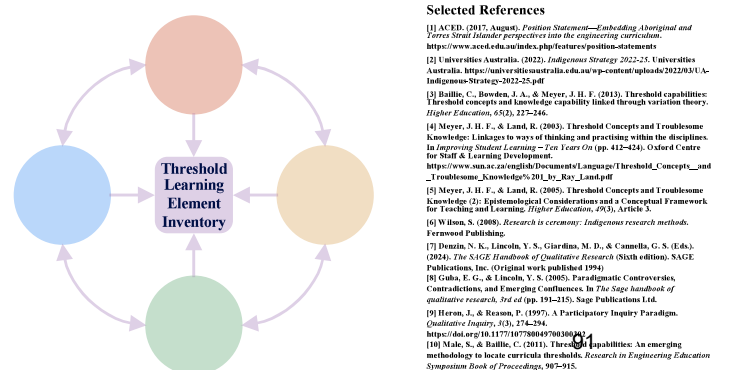 Threshold
Learning
Element
Inventory
Selected References
[1] ACED. (2017, August). Position Statement—Embedding Aboriginal and
Torres Strait Islander perspectives into the engineering curriculum.
https://www.aced.edu.au/index.php/features/position-statements
[2] Universities Australia. (2022). Indigenous Strategy 2022-25. Universities
Australia. https://universitiesaustralia.edu.au/wp-content/uploads/2022/03/UA-
Indigenous-Strategy-2022-25.pdf
[3] Baillie, C., Bowden, J. A., & Meyer, J. H. F. (2013). Threshold capabilities:
Threshold concepts and knowledge capability linked through variation theory.
Higher Education, 65(2), 227–246.
[4] Meyer, J. H. F., & Land, R. (2003). Threshold Concepts and Troublesome
Knowledge: Linkages to ways of thinking and practising within the disciplines.
In Improving Student Learning – Ten Years On (pp. 412–424). Oxford Centre
for Staff & Learning Development.
https://www.sun.ac.za/english/Documents/Language/Threshold_Concepts__and
_Troublesome_Knowledge%201_by_Ray_Land.pdf
[5] Meyer, J. H. F., & Land, R. (2005). Threshold Concepts and Troublesome
Knowledge (2): Epistemological Considerations and a Conceptual Framework
for Teaching and Learning. Higher Education, 49(3), Article 3.
[6] Wilson, S. (2008). Research is ceremony: Indigenous research methods.
Fernwood Publishing.
[7] Denzin, N. K., Lincoln, Y. S., Giardina, M. D., & Cannella, G. S. (Eds.).
(2024). The SAGE Handbook of Qualitative Research (Sixth edition). SAGE
Publications, Inc. (Original work published 1994)
[8] Guba, E. G., & Lincoln, Y. S. (2005). Paradigmatic Controversies,
Contradictions, and Emerging Confluences. In The Sage handbook of
qualitative research, 3rd ed (pp. 191–215). Sage Publications Ltd.
[9] Heron, J., & Reason, P. (1997). A Participatory Inquiry Paradigm.
Qualitative Inquiry, 3(3), 274–294.
https://doi.org/10.1177/107780049700300302
91
[10] Male, S., & Baillie, C. (2011). Threshold capabilities: An emerging
methodology to locate curricula thresholds. Research in Engineering Education
Symposium Book of Proceedings, 907–915.